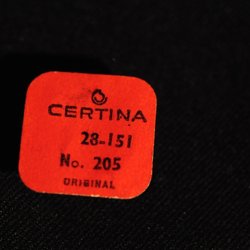 CERTINA
28-151
No. 205
ORIGINAL